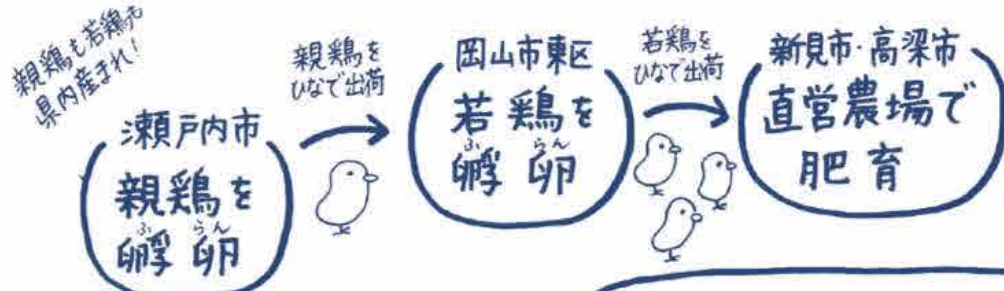 親鶏も若鶏も
県内産まれ!
瀬戸内市
親鶏を
孵卵
ふらん
親鶏を
ひなで出荷
岡山市東区
若鶏を
孵卵
ふらん
若鶏を
ひなで出荷
新見市・高梁市
直営農場で
肥育